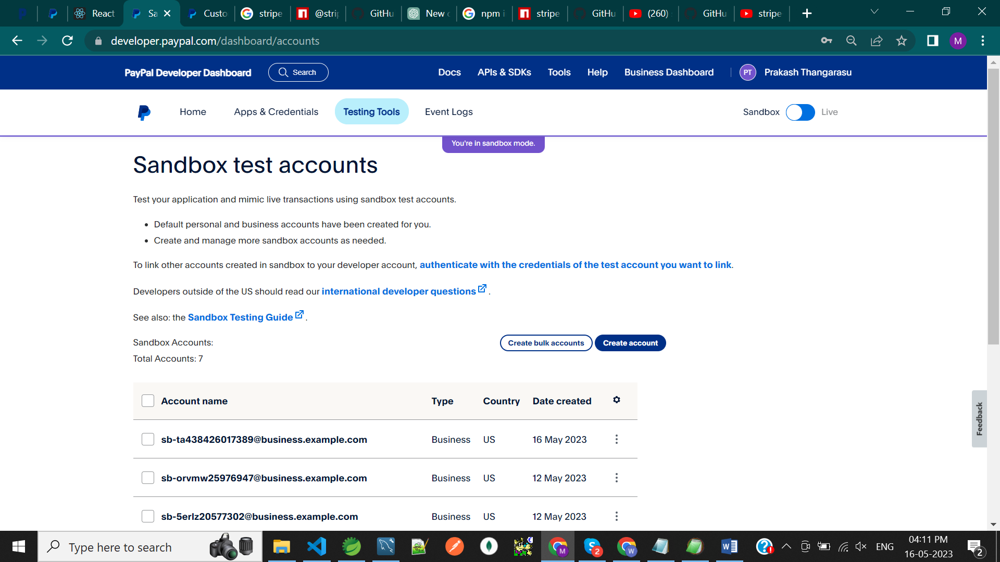 React
Sa
Custo
stripe
@strip
GitHu
New c
npm i
stripe
GitHu
(260)
GitHu
stripe
developer.paypal.com/dashboard/accounts
M
PayPal Developer Dashboard
Search
Docs
APIs & SDKs
Tools
Help
Business Dashboard
PT
Prakash Thangarasu
Home
Apps & Credentials
Testing Tools
Event Logs
Sandbox
Live
You're in sandbox mode.
Sandbox test accounts
Test your application and mimic live transactions using sandbox test accounts.
• Default personal and business accounts have been created for you.
• Create and manage more sandbox accounts as needed.
To link other accounts created in sandbox to your developer account, authenticate with the credentials of the test account you want to link.
Developers outside of the US should read our international developer questions .
See also: the Sandbox Testing Guide .
Sandbox Accounts:
Total Accounts: 7
Create bulk accounts
Create account
Account name Type Country Date created
sb-ta438426017389@business.example.com Business US 16 May 2023
sb-orvmw25976947@business.example.com Business US 12 May 2023
sb-5erlz20577302@business.example.com Business US 12 May 2023
Feedback
Type here to search
M
2
W
ENG
04:11 PM
16-05-2023
2